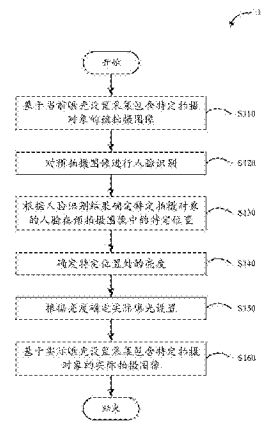 开始
基于当前曝光设置采集包含特定拍摄
对象的预拍摄图像
对预拍摄图像进行人脸识别
根据人脸识别结果确定特定拍摄对象
的人脸在预拍摄图像中的特定位置
确定特定位置处的亮度
根据亮度确定实际曝光设置
基于实际曝光设置采集包含特定拍摄
对象的实际拍摄图像
结束
S110
S120
S130
S140
S150
S160